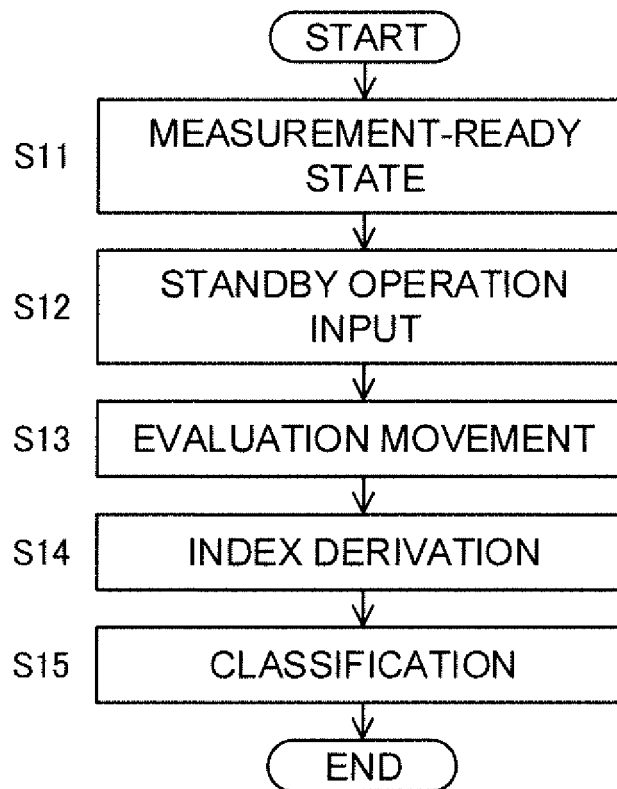 START
S11
MEASUREMENT-READY
STATE
S12
STANDBY OPERATION
INPUT
S13
EVALUATION MOVEMENT
S14
INDEX DERIVATION
S15
CLASSIFICATION
END